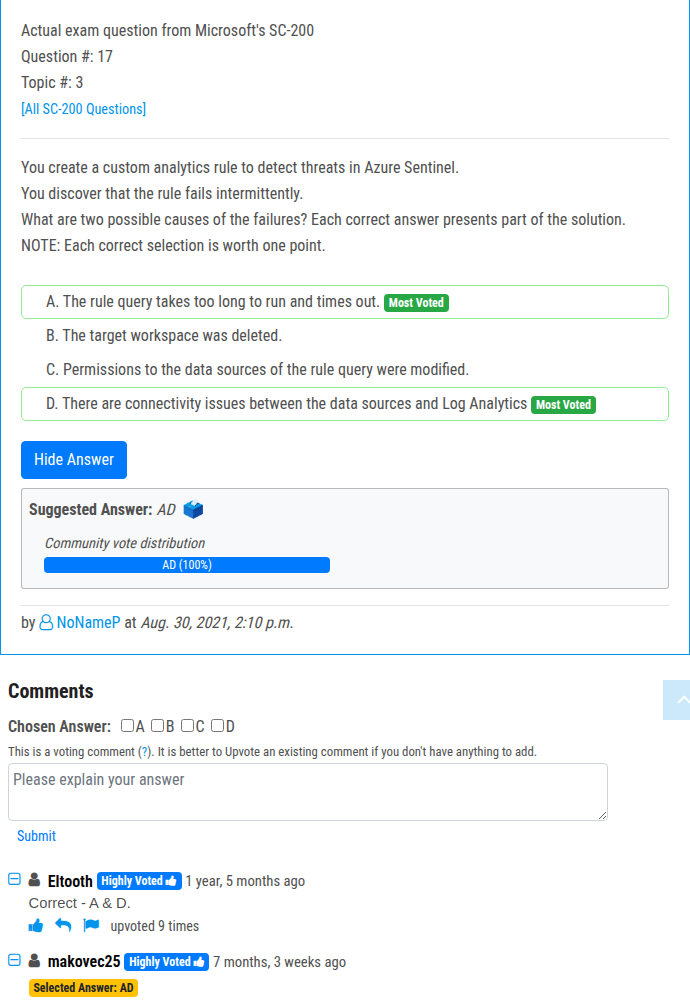 Actual exam question from Microsoft's SC-200
Question #: 17
Topic #: 3
[All SC-200 Questions]
You create a custom analytics rule to detect threats in Azure Sentinel.
You discover that the rule fails intermittently.
What are two possible causes of the failures? Each correct answer presents part of the solution.
NOTE: Each correct selection is worth one point.
A. The rule query takes too long to run and times out. Most Voted
B. The target workspace was deleted.
C. Permissions to the data sources of the rule query were modified.
D. There are connectivity issues between the data sources and Log Analytics Most Voted
Hide Answer
Suggested Answer: AD
Community vote distribution
AD (100%)
by NoNameP at Aug. 30, 2021, 2:10 p.m.
Comments
Chosen Answer: A B C D
This is a voting comment (?). It is better to Upvote an existing comment if you don't have anything to add.
Please explain your answer
Submit
Eltooth Highly Voted 1 year, 5 months ago
Correct - A & D.
upvoted 9 times
makovec25 Highly Voted 7 months, 3 weeks ago
Selected Answer: AD